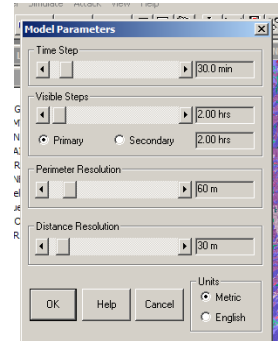 Simulate Attack View Help
Model Parameters
Time Step
30.0 min
Visible Steps
2.00 hrs
Primary Secondary 2.00 hrs
Perimeter Resolution
60 m
Distance Resolution
30 m
Units
OK Help Cancel Metric
English